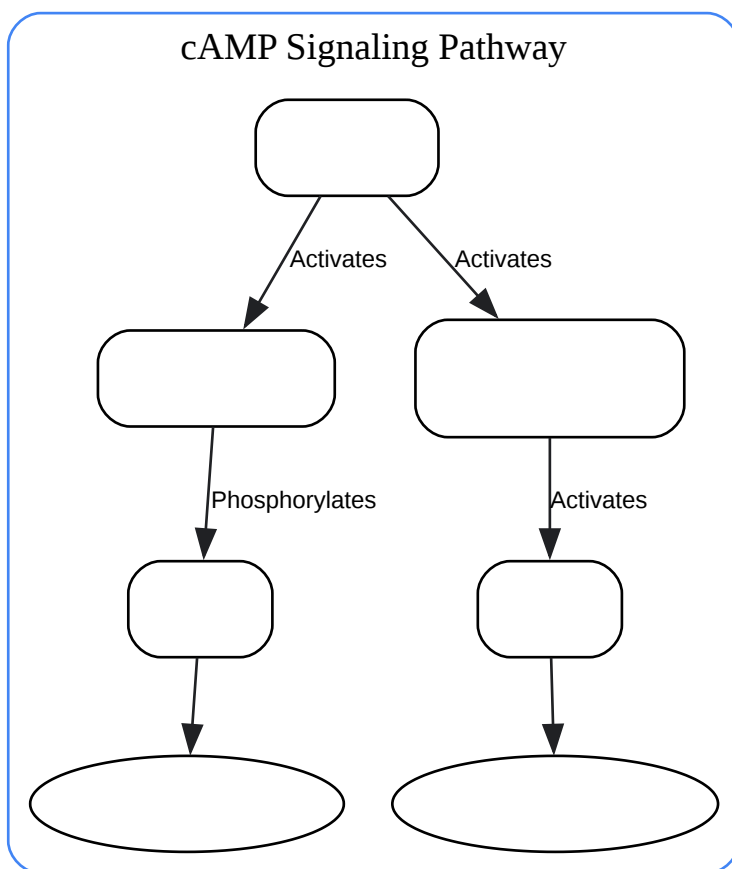 cAMP Signaling Pathway
Activates
Activates
Phosphorylates
Activates